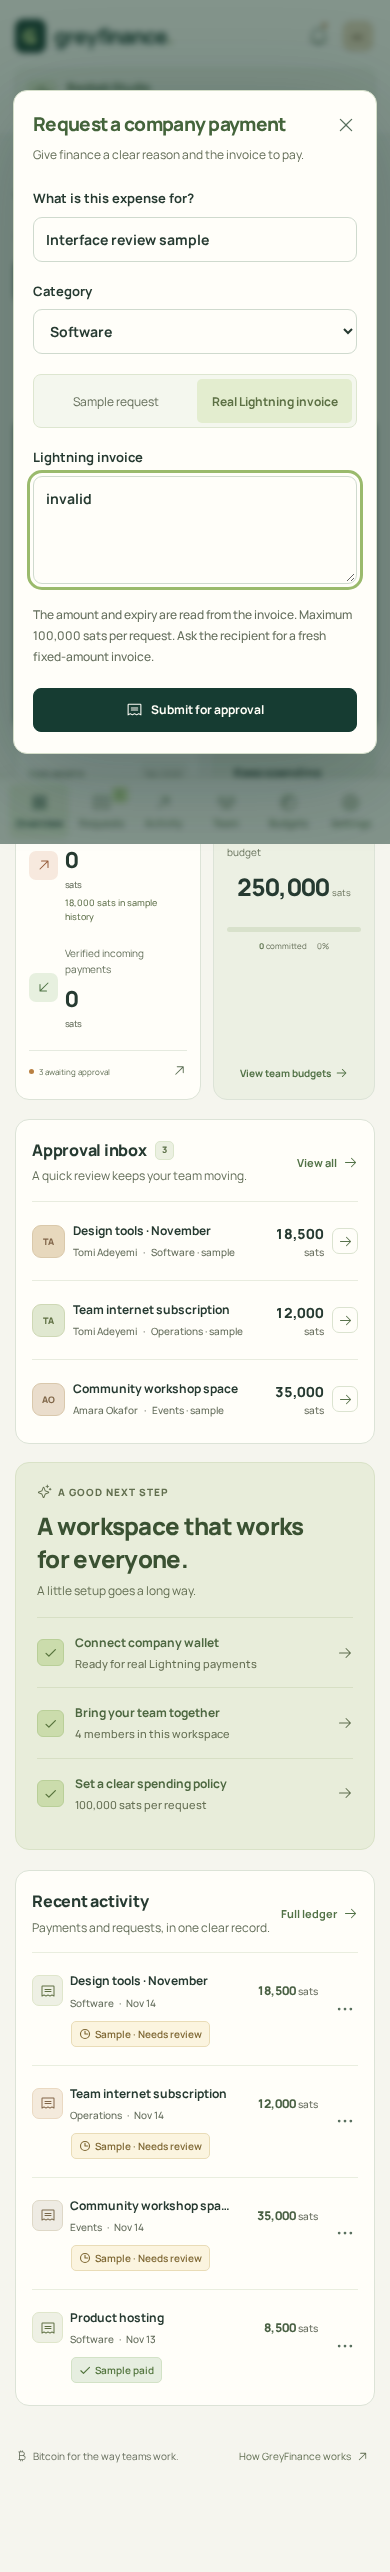 greyfinance.
Request a company payment
Give finance a clear reason and the invoice to pay.
What is this expense for?
Interface review sample
Category
Software
Sample request
Real Lightning invoice
Lightning invoice
invalid
The amount and expiry are read from the invoice. Maximum
100,000 sats per request. Ask the recipient for a fresh
fixed-amount invoice.
Submit for approval
0
sats
18,000 sats in sample
history
Verified incoming
payments
0
sats
3 awaiting approval
budget
250,000 sats
0 committed 0%
View team budgets
Approval inbox 3
A quick review keeps your team moving.
View all
TA
Design tools · November
Tomi Adeyemi · Software · sample
18,500
sats
TA
Team internet subscription
Tomi Adeyemi · Operations · sample
12,000
sats
AO
Community workshop space
Amara Okafor · Events · sample
35,000
sats
A GOOD NEXT STEP
A workspace that works
for everyone.
A little setup goes a long way.
Connect company wallet
Ready for real Lightning payments
Bring your team together
4 members in this workspace
Set a clear spending policy
100,000 sats per request
Recent activity
Payments and requests, in one clear record.
Full ledger
Design tools · November
Software · Nov 14
Sample · Needs review
18,500 sats
Team internet subscription
Operations · Nov 14
Sample · Needs review
12,000 sats
Community workshop spa...
Events · Nov 14
Sample · Needs review
35,000 sats
Product hosting
Software · Nov 13
Sample paid
8,500 sats
Bitcoin for the way teams work.
How GreyFinance works